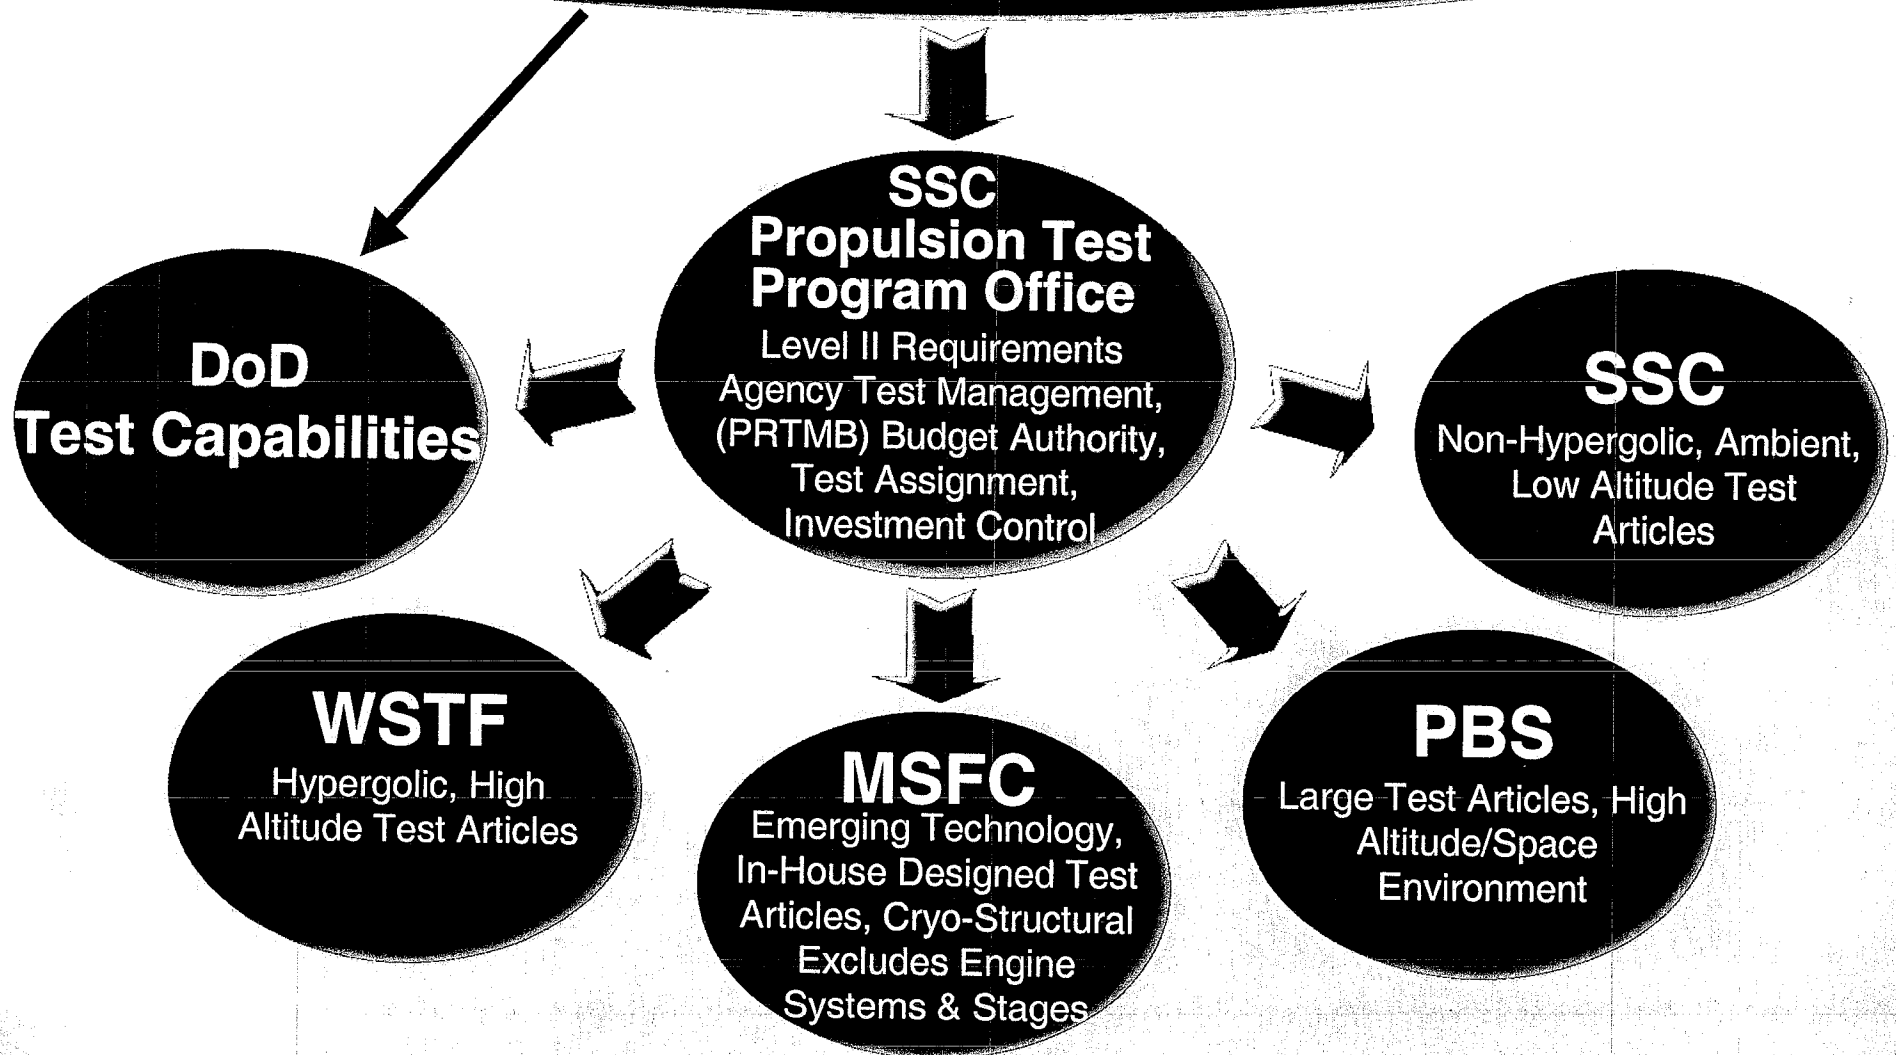 SSC
Propulsion Test
Program Office
Level II Requirements
Agency Test Management,
(PRTMB) Budget Authority,
Test Assignment,
Investment Control
DoD
Test Capabilities
SSC
Non-Hypergolic, Ambient,
Low Altitude Test
Articles
WSTF
Hypergolic, High
Altitude Test Articles
MSFC
Emerging Technology,
In-House Designed Test
Articles, Cryo-Structural
Excludes Engine
Systems & Stages
PBS
Large Test Articles, High
Altitude/Space
Environment